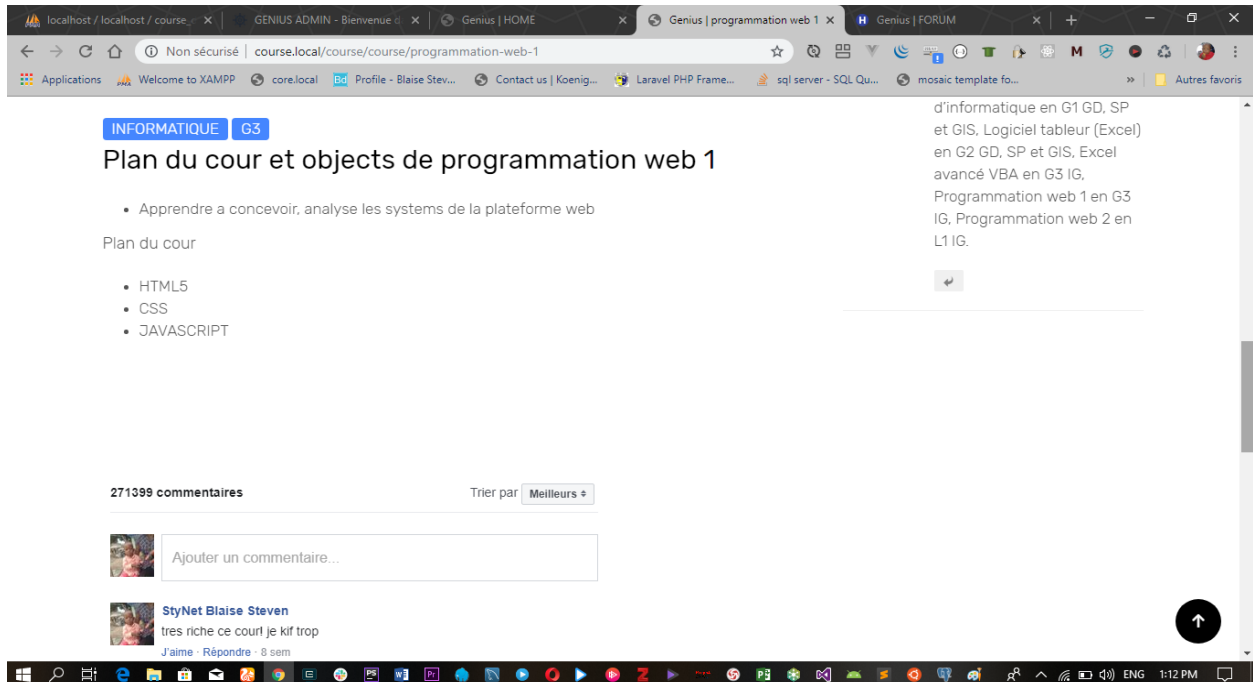 localhost / localhost / course_
GENIUS ADMIN - Bienvenue d
Genius | HOME
Genius | programmation web 1
Genius | FORUM
Non sécurisé | course.local/course/course/programmation-web-1
Applications
Welcome to XAMPP
core.local
Profile - Blaise Stev...
Contact us | Koenig...
Laravel PHP Frame...
sql server - SQL Qu...
mosaic template fo...
»
Autres favoris
INFORMATIQUE G3
Plan du cour et objects de programmation web 1
• Apprendre a concevoir, analyse les systems de la plateforme web
Plan du cour
• HTML5
• CSS
• JAVASCRIPT
d'informatique en G1 GD, SP
et GIS, Logiciel tableur (Excel)
en G2 GD, SP et GIS, Excel
avancé VBA en G3 IG,
Programmation web 1 en G3
IG, Programmation web 2 en
L1 IG.
271399 commentaires
Trier par Meilleurs
Ajouter un commentaire...
StyNet Blaise Steven
tres riche ce cour! je kif trop
J'aime · Répondre · 8 sem
ENG 1:12 PM